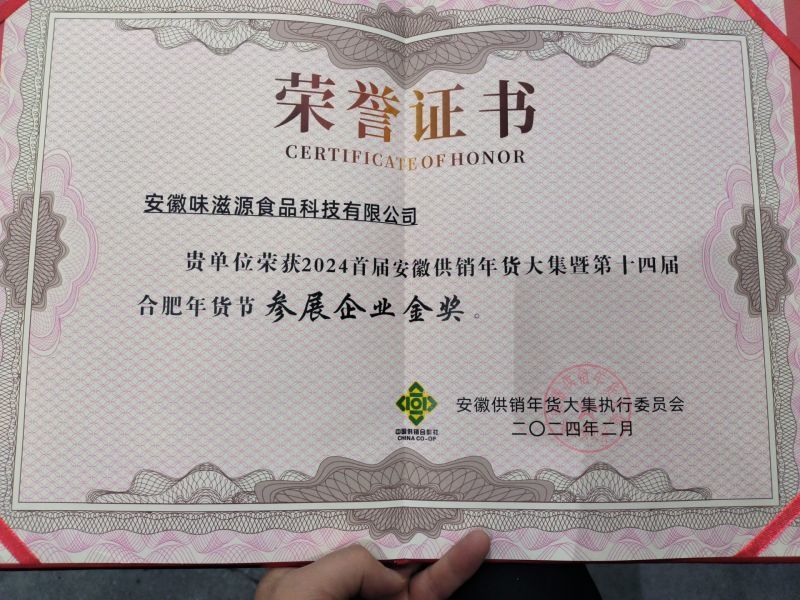 荣誉证书
CERTIFICATE OF HONOR
安徽味滋源食品科技有限公司
贵单位荣获2024首届安徽供销年货大集暨第十四届
合肥年货节 参展企业金奖。
中国供销合作社
CHINA CO-OP
安徽供销年货大集执行委员会
二〇二四年二月